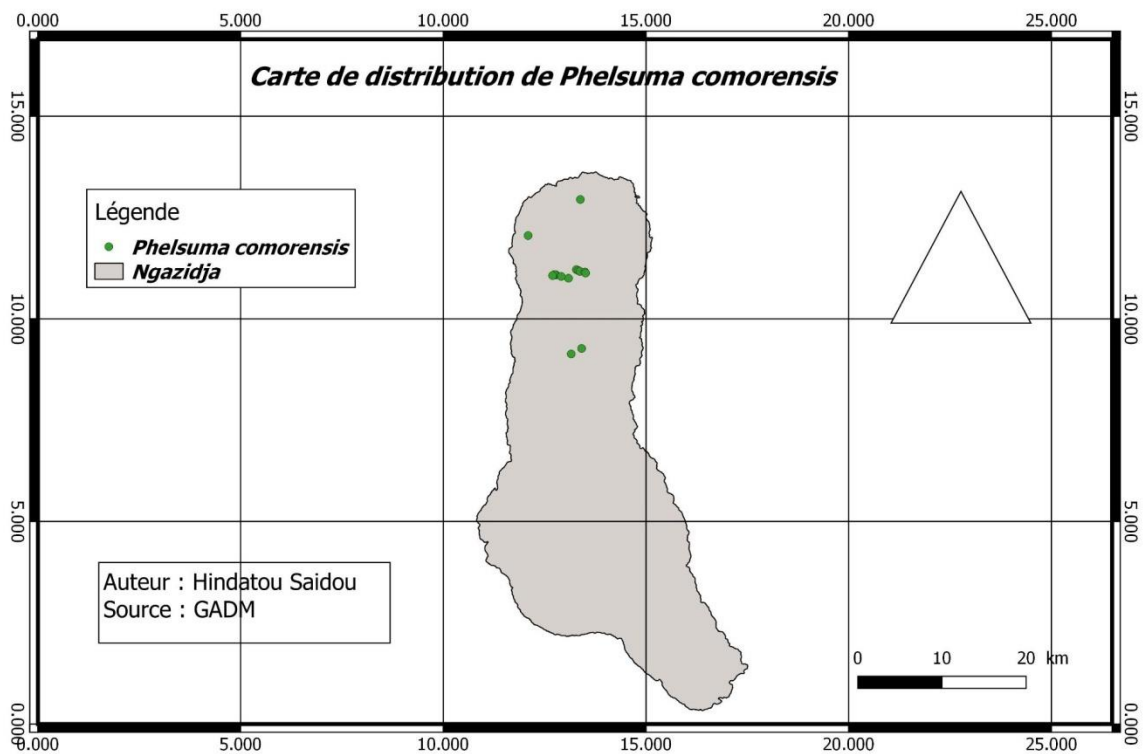 0.000 5.000 10.000 15.000 20.000 25.000
Carte de distribution de Phelsuma comorensis
15.000 15.000
Légende
Phelsuma comorensis
Ngazidja
10.000 10.000
5.000 5.000
Auteur : Hindatou Saidou
Source : GADM
0 10 20 km
0.000 0.000
0.000 5.000 10.000 15.000 20.000 25.000